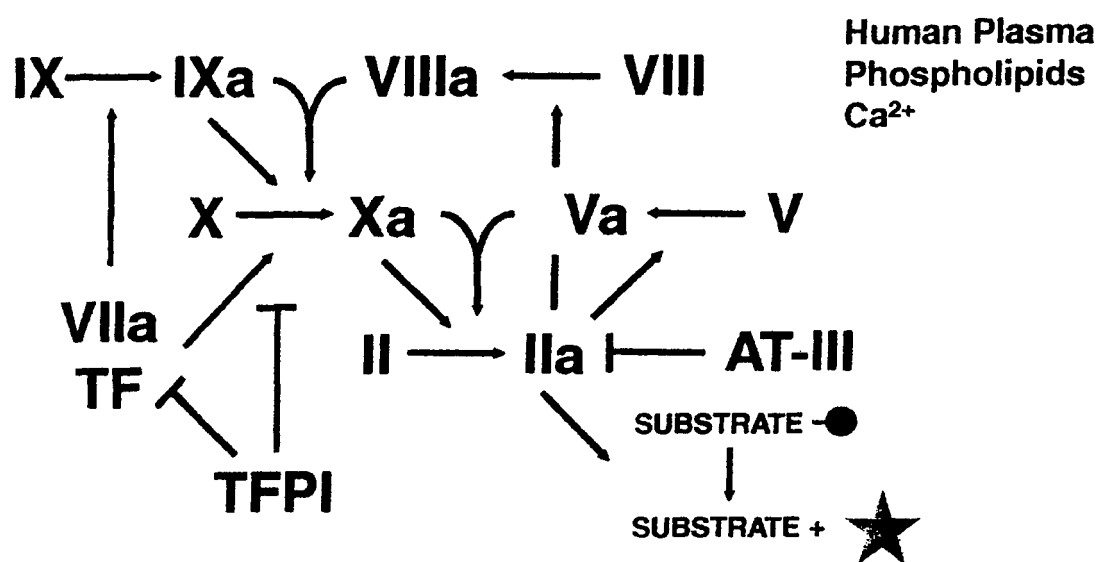 Human Plasma
Phospholipids
Ca²⁺
IX IXa VIIIa VIII
X Xa Va V
VIIa
TF
II IIa AT-III
SUBSTRATE
TFPI
SUBSTRATE +